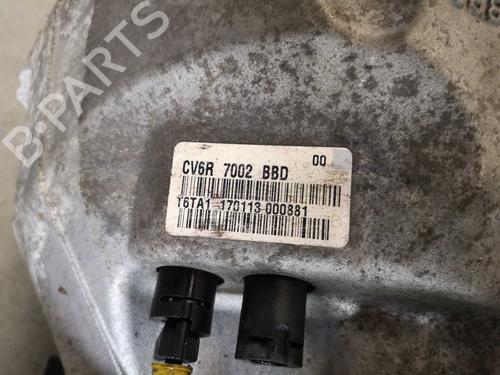 B-PARTS
00
CV6R 7002 BBD
T6TA1 170113 000881